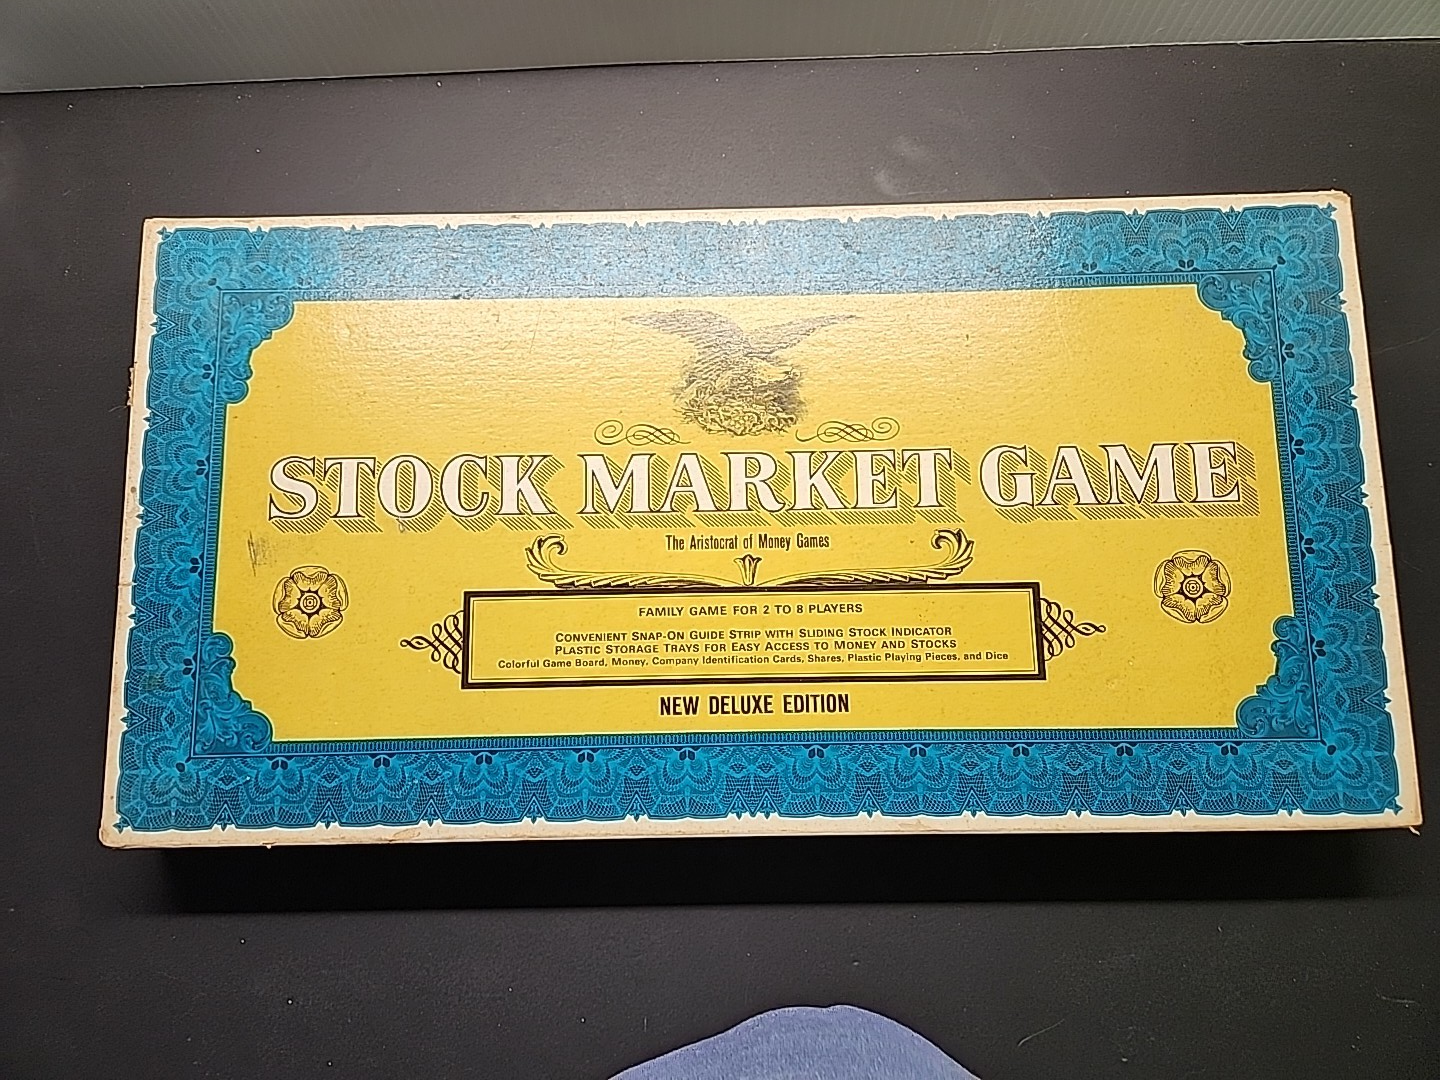 STOCK MARKET GAME
The Aristocrat of Money Games
FAMILY GAME FOR 2 TO 8 PLAYERS
CONVENIENT SNAP-ON GUIDE STRIP WITH SLIDING STOCK INDICATOR
PLASTIC STORAGE TRAYS FOR EASY ACCESS TO MONEY AND STOCKS
Colorful Game Board, Money, Company Identification Cards, Shares, Plastic Playing Pieces, and Dice
NEW DELUXE EDITION